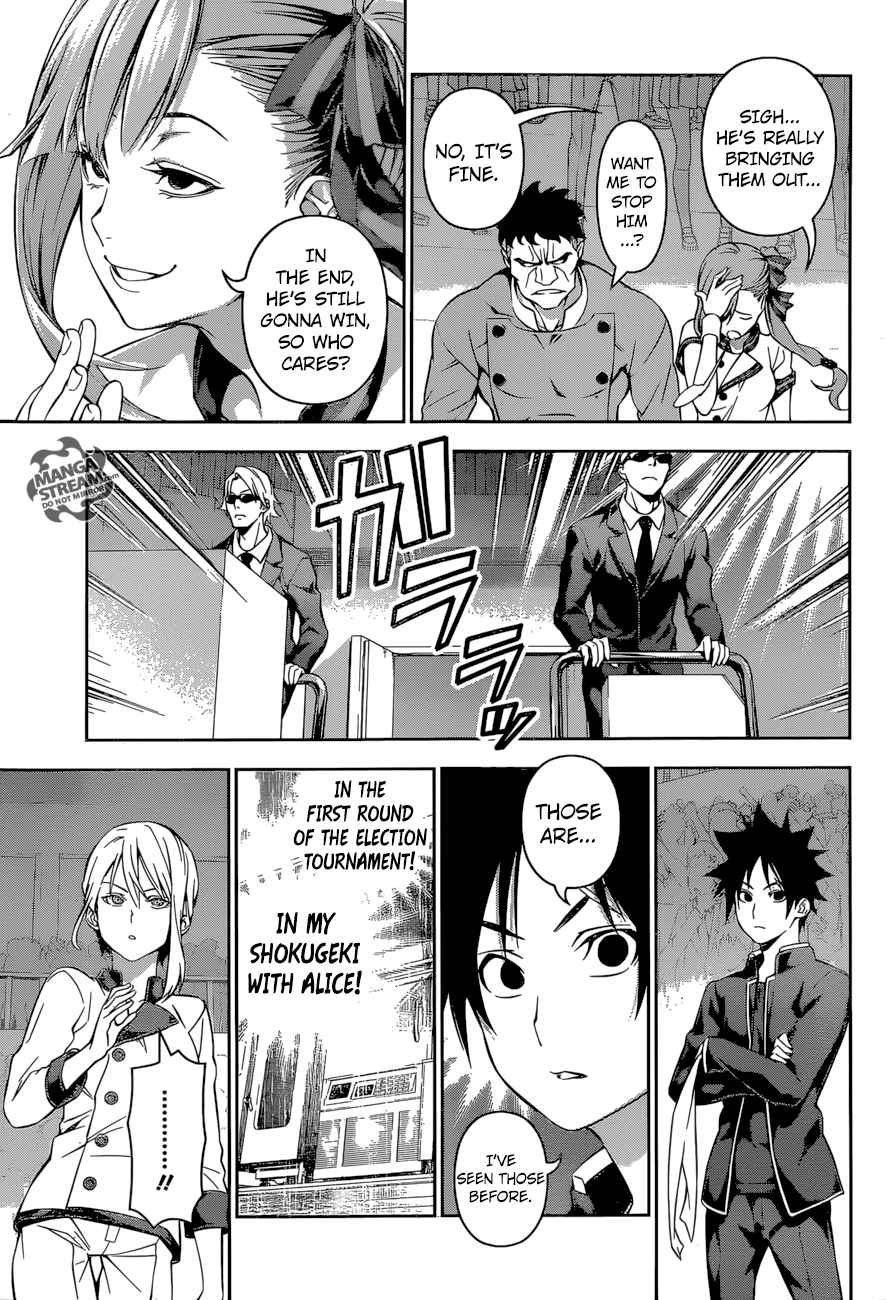 SIGH...
HE'S REALLY
BRINGING
THEM OUT...
WANT
ME TO
STOP
HIM
...?
NO, IT'S
FINE.
IN
THE END,
HE'S STILL
GONNA WIN,
SO WHO
CARES?
MANGA
STREAM.com
DO NOT MIRROR
ガラララッ
THOSE
ARE...
I'VE
SEEN THOSE
BEFORE.
IN THE
FIRST ROUND
OF THE ELECTION
TOURNAMENT!
IN MY
SHOKUGEKI
WITH ALICE!
.........!!